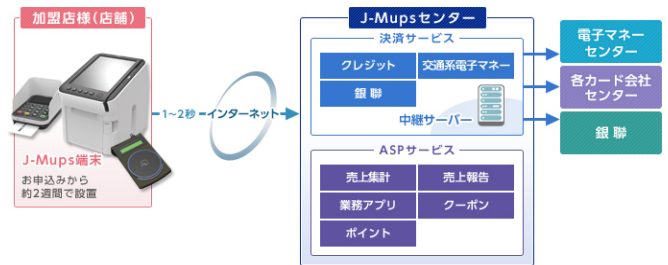 加盟店様(店舗)
J-Mups端末
お申込みから
約2週間で設置
1~2秒
インターネット
J-Mupsセンター
決済サービス
クレジット
交通系電子マネー
銀聯
中継サーバー
ASPサービス
売上集計
売上報告
業務アプリ
クーポン
ポイント
電子マネー
センター
各カード会社
センター
銀聯